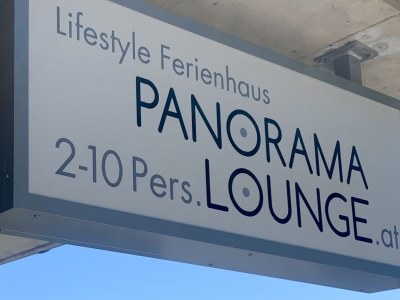 Lifestyle Ferienhaus
PANORAMA
2-10 Pers. LOUNGE.at